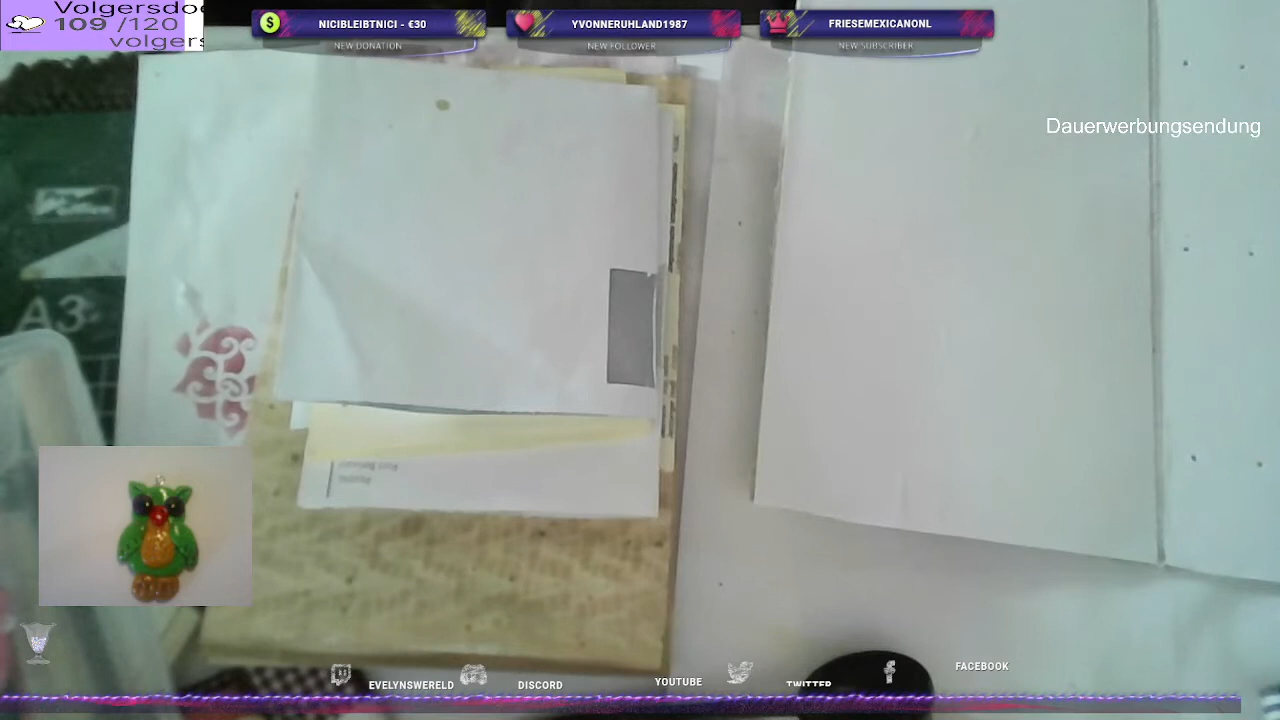 Volgersdoe
109 /120
volgers
NICIBLEIBTNICI - €30
NEW DONATION
YVONNERUHLAND1987
NEW FOLLOWER
FRIESEMEXICANONL
NEW SUBSCRIBER
Dauerwerbungsendung
A3
EVELYNSWERELD
DISCORD
YOUTUBE
TWITTER
FACEBOOK